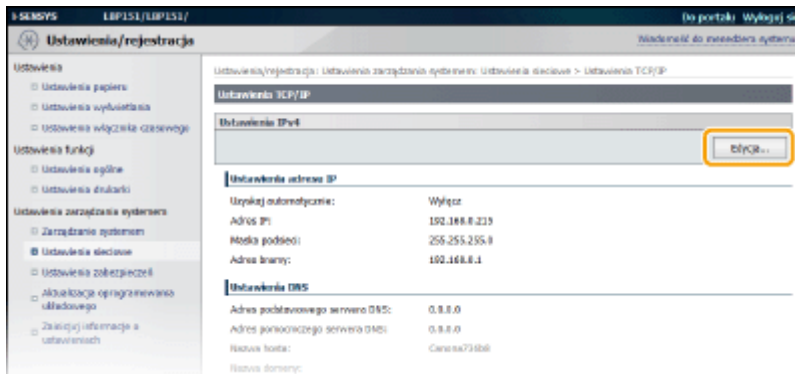 i-SENSYS LBP151/LBP151/ Do portalu Wyloguj si
Ustawienia/rejestracja Wiadomość do menedżera systemu
Ustawienia
Ustawienia papieru
Ustawienia wyświetlania
Ustawienia włącznika czasowego
Ustawienia funkcji
Ustawienia ogólne
Ustawienia drukarki
Ustawienia zarządzania systemem
Zarządzanie systemem
Ustawienia sieciowe
Ustawienia zabezpieczeń
Aktualizacja oprogramowania
układowego
Zainicjuj informacje o
ustawieniach
Ustawienia/rejestracja: Ustawienia zarządzania systemem: Ustawienia sieciowe > Ustawienia TCP/IP
Ustawienia TCP/IP
Ustawienia IPv4
Edycja...
Ustawienia adresu IP
Uzyskaj automatycznie: Wyłącz
Adres IP: 192.168.0.215
Maska podsieci: 255.255.255.0
Adres bramy: 192.168.0.1
Ustawienia DNS
Adres podstawowego serwera DNS: 0.0.0.0
Adres pomocniczego serwera DNS: 0.0.0.0
Nazwa hosta: Canona736b8
Nazwa domeny: